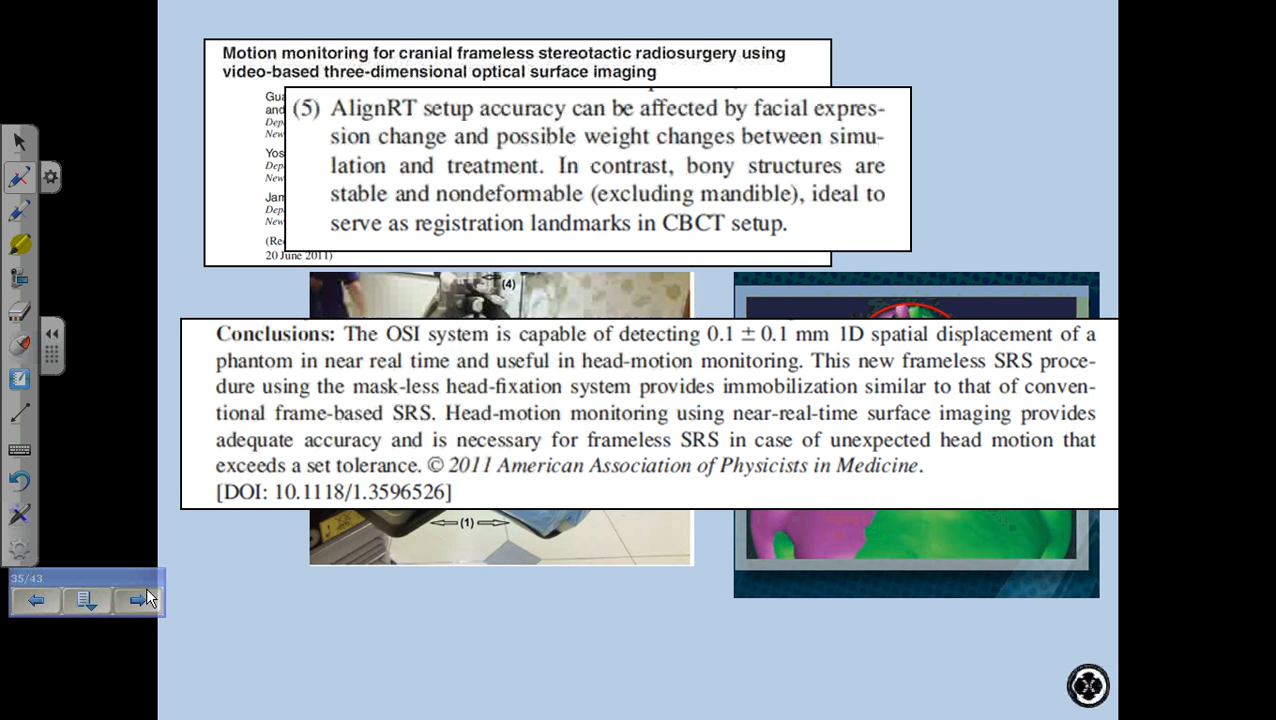 Motion monitoring for cranial frameless stereotactic radiosurgery using
video-based three-dimensional optical surface imaging
(5) AlignRT setup accuracy can be affected by facial expres-
sion change and possible weight changes between simu-
lation and treatment. In contrast, bony structures are
stable and nondeformable (excluding mandible), ideal to
serve as registration landmarks in CBCT setup.
20 June 2011)
(4)
Conclusions: The OSI system is capable of detecting 0.1 ± 0.1 mm 1D spatial displacement of a
phantom in near real time and useful in head-motion monitoring. This new frameless SRS proce-
dure using the mask-less head-fixation system provides immobilization similar to that of conven-
tional frame-based SRS. Head-motion monitoring using near-real-time surface imaging provides
adequate accuracy and is necessary for frameless SRS in case of unexpected head motion that
exceeds a set tolerance. © 2011 American Association of Physicists in Medicine.
[DOI: 10.1118/1.3596526]
(1)
35/43